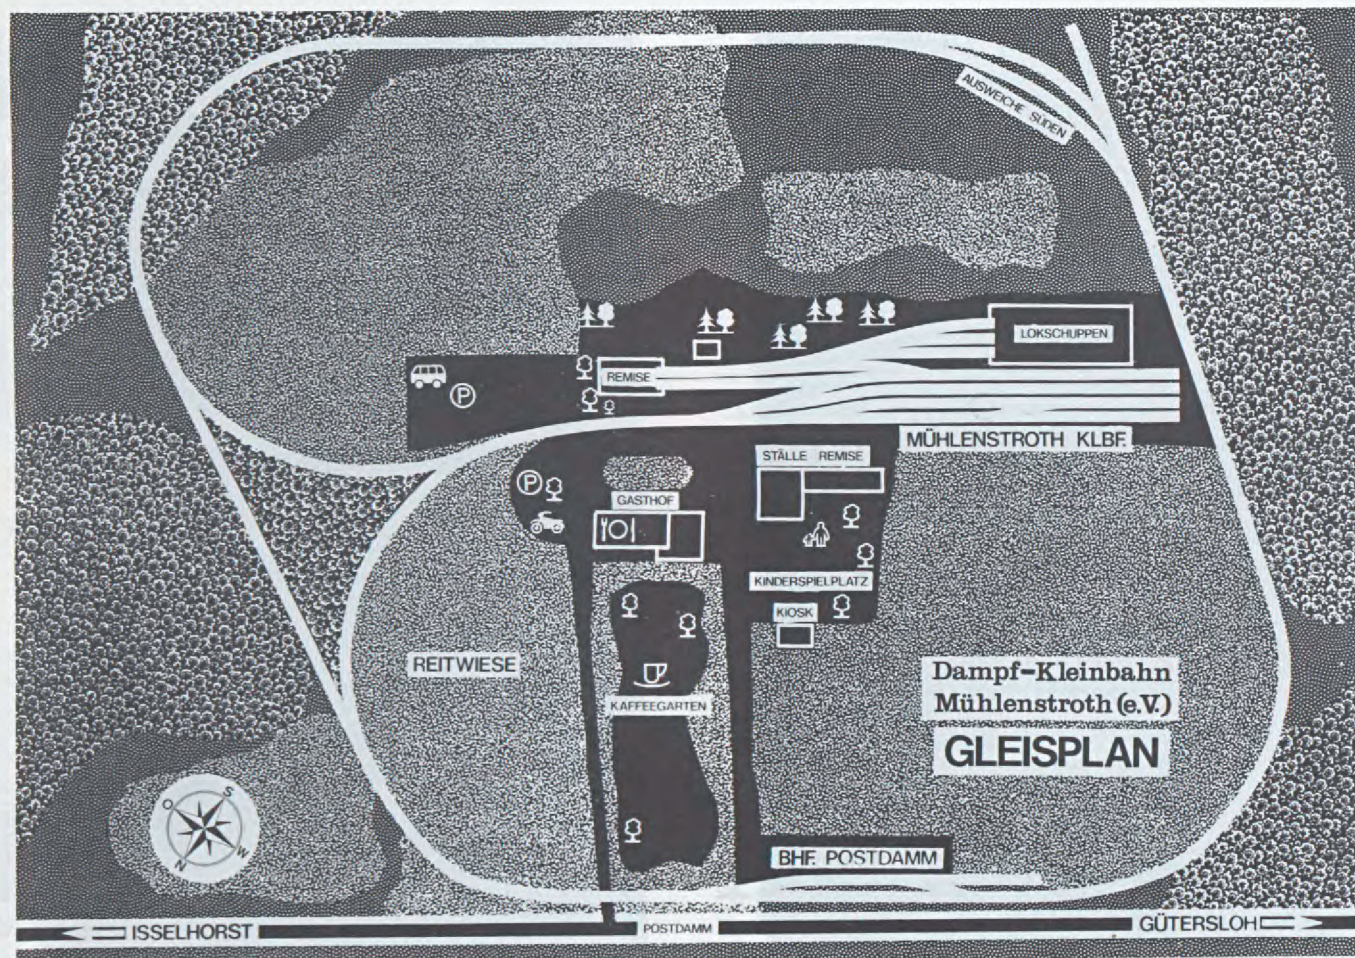 AUSWEICHE SÜDEN
LOKSCHUPPEN
REMISE
P
MÜHLENSTROTH KLBF.
STÄLLE REMISE
P
GASTHOF
KINDERSPIELPLATZ
KIOSK
REITWIESE
KAFFEEGARTEN
Dampf-Kleinbahn
Mühlenstroth (e.V.)
GLEISPLAN
S
O
W
N
BHF. POSTDAMM
ISSELHORST
POSTDAMM
GÜTERSLOH